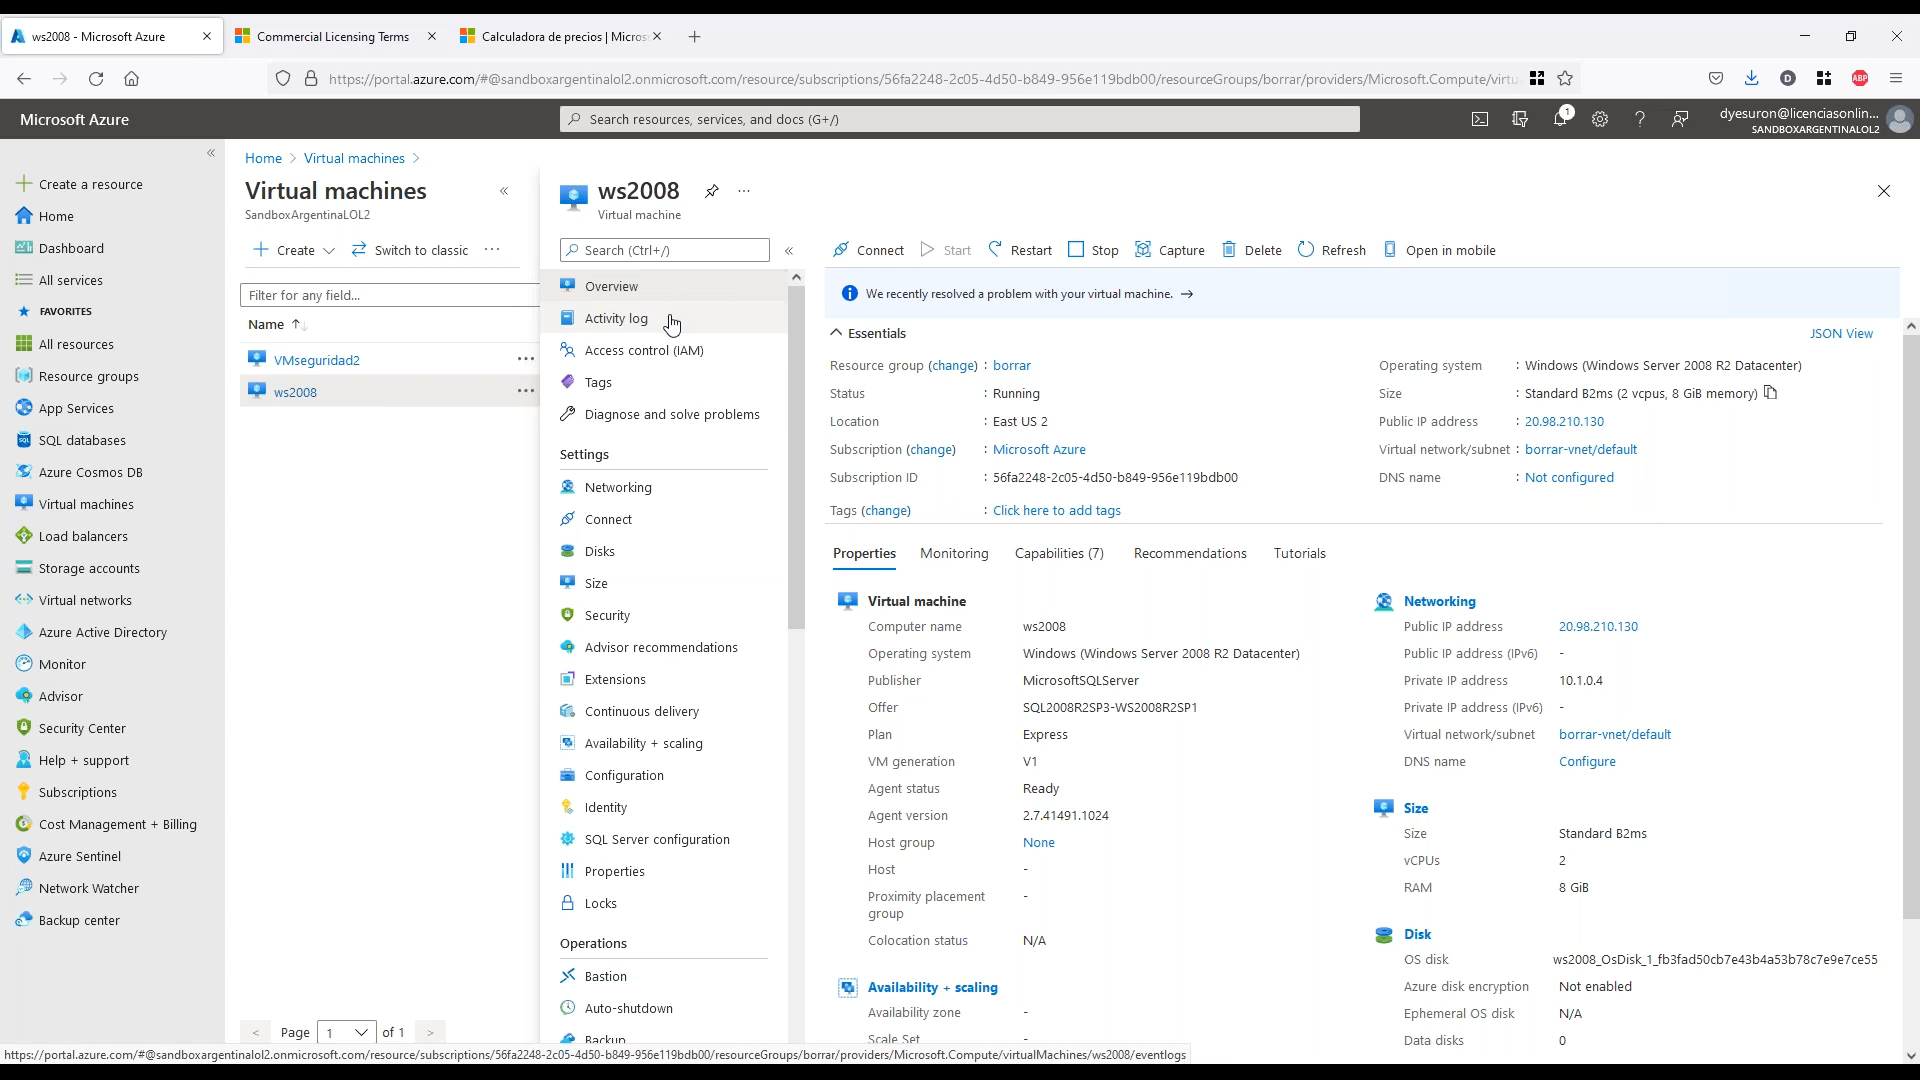 ws2008 - Microsoft Azure
Commercial Licensing Terms
Calculadora de precios | Micros
https://portal.azure.com/#@sandboxargentinalol2.onmicrosoft.com/resource/subscriptions/56fa2248-2c05-4d50-b849-956e119bdb00/resourceGroups/borrar/providers/Microsoft.Compute/virtu
D
ABP
Microsoft Azure
Search resources, services, and docs (G+/)
1
dyesuron@licenciasonlin...
SANDBOXARGENTINALOL2
Create a resource
Home
Dashboard
All services
FAVORITES
All resources
Resource groups
App Services
SQL databases
Azure Cosmos DB
Virtual machines
Load balancers
Storage accounts
Virtual networks
Azure Active Directory
Monitor
Advisor
Security Center
Help + support
Subscriptions
Cost Management + Billing
Azure Sentinel
Network Watcher
Backup center
Home > Virtual machines >
Virtual machines
SandboxArgentinaLOL2
Create
Switch to classic
Filter for any field...
Name
VMseguridad2
ws2008
Page 1 of 1
ws2008
Virtual machine
Search (Ctrl+/)
Overview
Activity log
Access control (IAM)
Tags
Diagnose and solve problems
Settings
Networking
Connect
Disks
Size
Security
Advisor recommendations
Extensions
Continuous delivery
Availability + scaling
Configuration
Identity
SQL Server configuration
Properties
Locks
Operations
Bastion
Auto-shutdown
Backup
Connect Start Restart Stop Capture Delete Refresh Open in mobile
We recently resolved a problem with your virtual machine. →
Essentials
JSON View
Resource group (change) : borrar
Status : Running
Location : East US 2
Subscription (change) : Microsoft Azure
Subscription ID : 56fa2248-2c05-4d50-b849-956e119bdb00
Tags (change) : Click here to add tags
Operating system : Windows (Windows Server 2008 R2 Datacenter)
Size : Standard B2ms (2 vcpus, 8 GiB memory)
Public IP address : 20.98.210.130
Virtual network/subnet : borrar-vnet/default
DNS name : Not configured
Properties Monitoring Capabilities (7) Recommendations Tutorials
Virtual machine
Computer name ws2008
Operating system Windows (Windows Server 2008 R2 Datacenter)
Publisher MicrosoftSQLServer
Offer SQL2008R2SP3-WS2008R2SP1
Plan Express
VM generation V1
Agent status Ready
Agent version 2.7.41491.1024
Host group None
Host -
Proximity placement -
group
Colocation status N/A
Availability + scaling
Availability zone -
Scale Set -
Networking
Public IP address 20.98.210.130
Public IP address (IPv6) -
Private IP address 10.1.0.4
Private IP address (IPv6) -
Virtual network/subnet borrar-vnet/default
DNS name Configure
Size
Size Standard B2ms
vCPUs 2
RAM 8 GiB
Disk
OS disk ws2008_OsDisk_1_fb3fad50cb7e43b4a53b78c7e9e7ce55
Azure disk encryption Not enabled
Ephemeral OS disk N/A
Data disks 0
https://portal.azure.com/#@sandboxargentinalol2.onmicrosoft.com/resource/subscriptions/56fa2248-2c05-4d50-b849-956e119bdb00/resourceGroups/borrar/providers/Microsoft.Compute/virtualMachines/ws2008/eventlogs